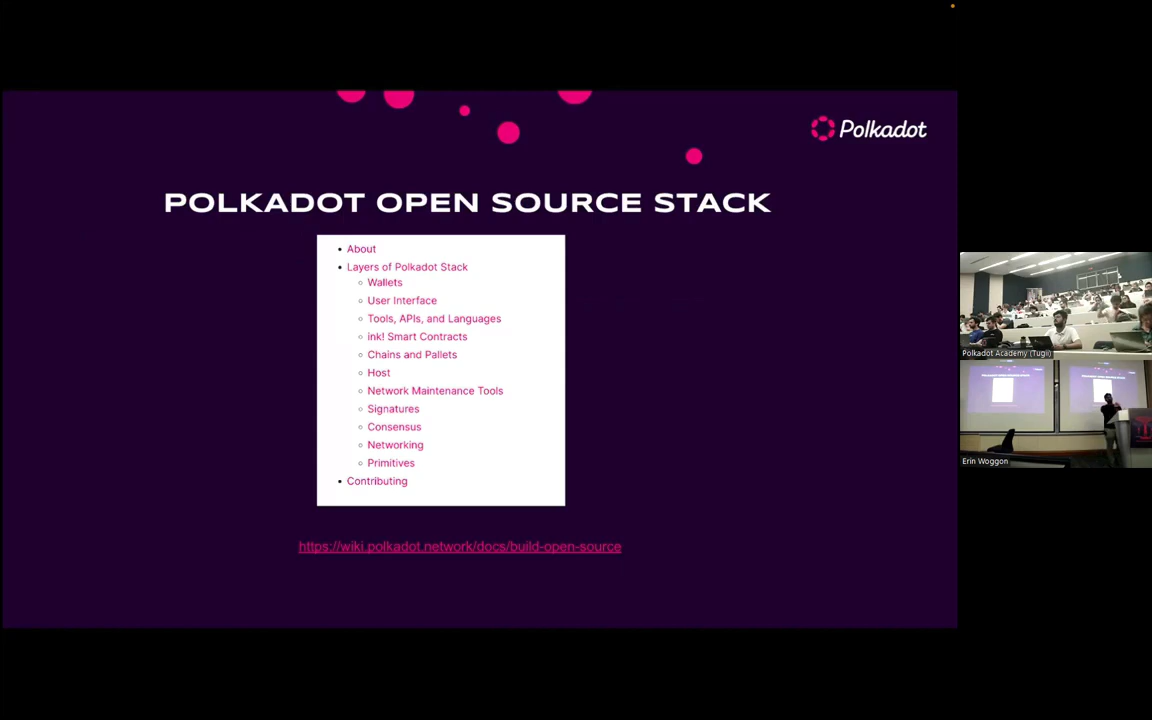 Polkadot
POLKADOT OPEN SOURCE STACK
• About
• Layers of Polkadot Stack
◦ Wallets
◦ User Interface
◦ Tools, APIs, and Languages
◦ ink! Smart Contracts
◦ Chains and Pallets
◦ Host
◦ Network Maintenance Tools
◦ Signatures
◦ Consensus
◦ Networking
◦ Primitives
• Contributing
https://wiki.polkadot.network/docs/build-open-source
Polkadot Academy (Tugii)
Erin Woggon